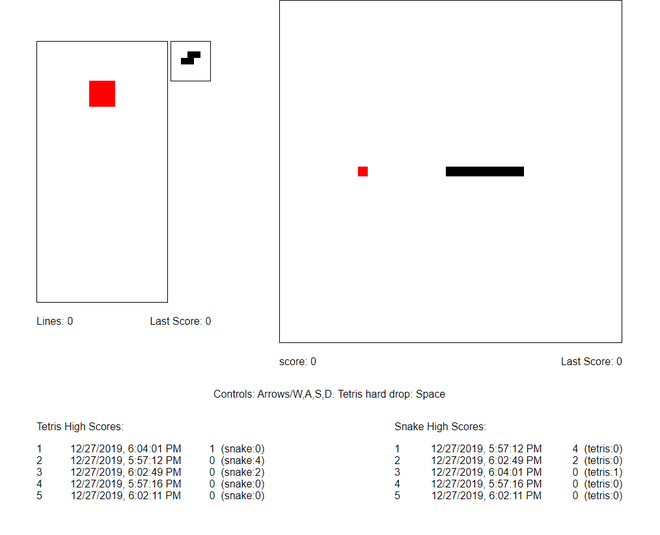 Lines: 0 Last Score: 0
score: 0 Last Score: 0
Controls: Arrows/W,A,S,D. Tetris hard drop: Space
Tetris High Scores:
1 12/27/2019, 6:04:01 PM 1 (snake:0)
2 12/27/2019, 5:57:12 PM 0 (snake:4)
3 12/27/2019, 6:02:49 PM 0 (snake:2)
4 12/27/2019, 5:57:16 PM 0 (snake:0)
5 12/27/2019, 6:02:11 PM 0 (snake:0)
Snake High Scores:
1 12/27/2019, 5:57:12 PM 4 (tetris:0)
2 12/27/2019, 6:02:49 PM 2 (tetris:0)
3 12/27/2019, 6:04:01 PM 0 (tetris:1)
4 12/27/2019, 5:57:16 PM 0 (tetris:0)
5 12/27/2019, 6:02:11 PM 0 (tetris:0)